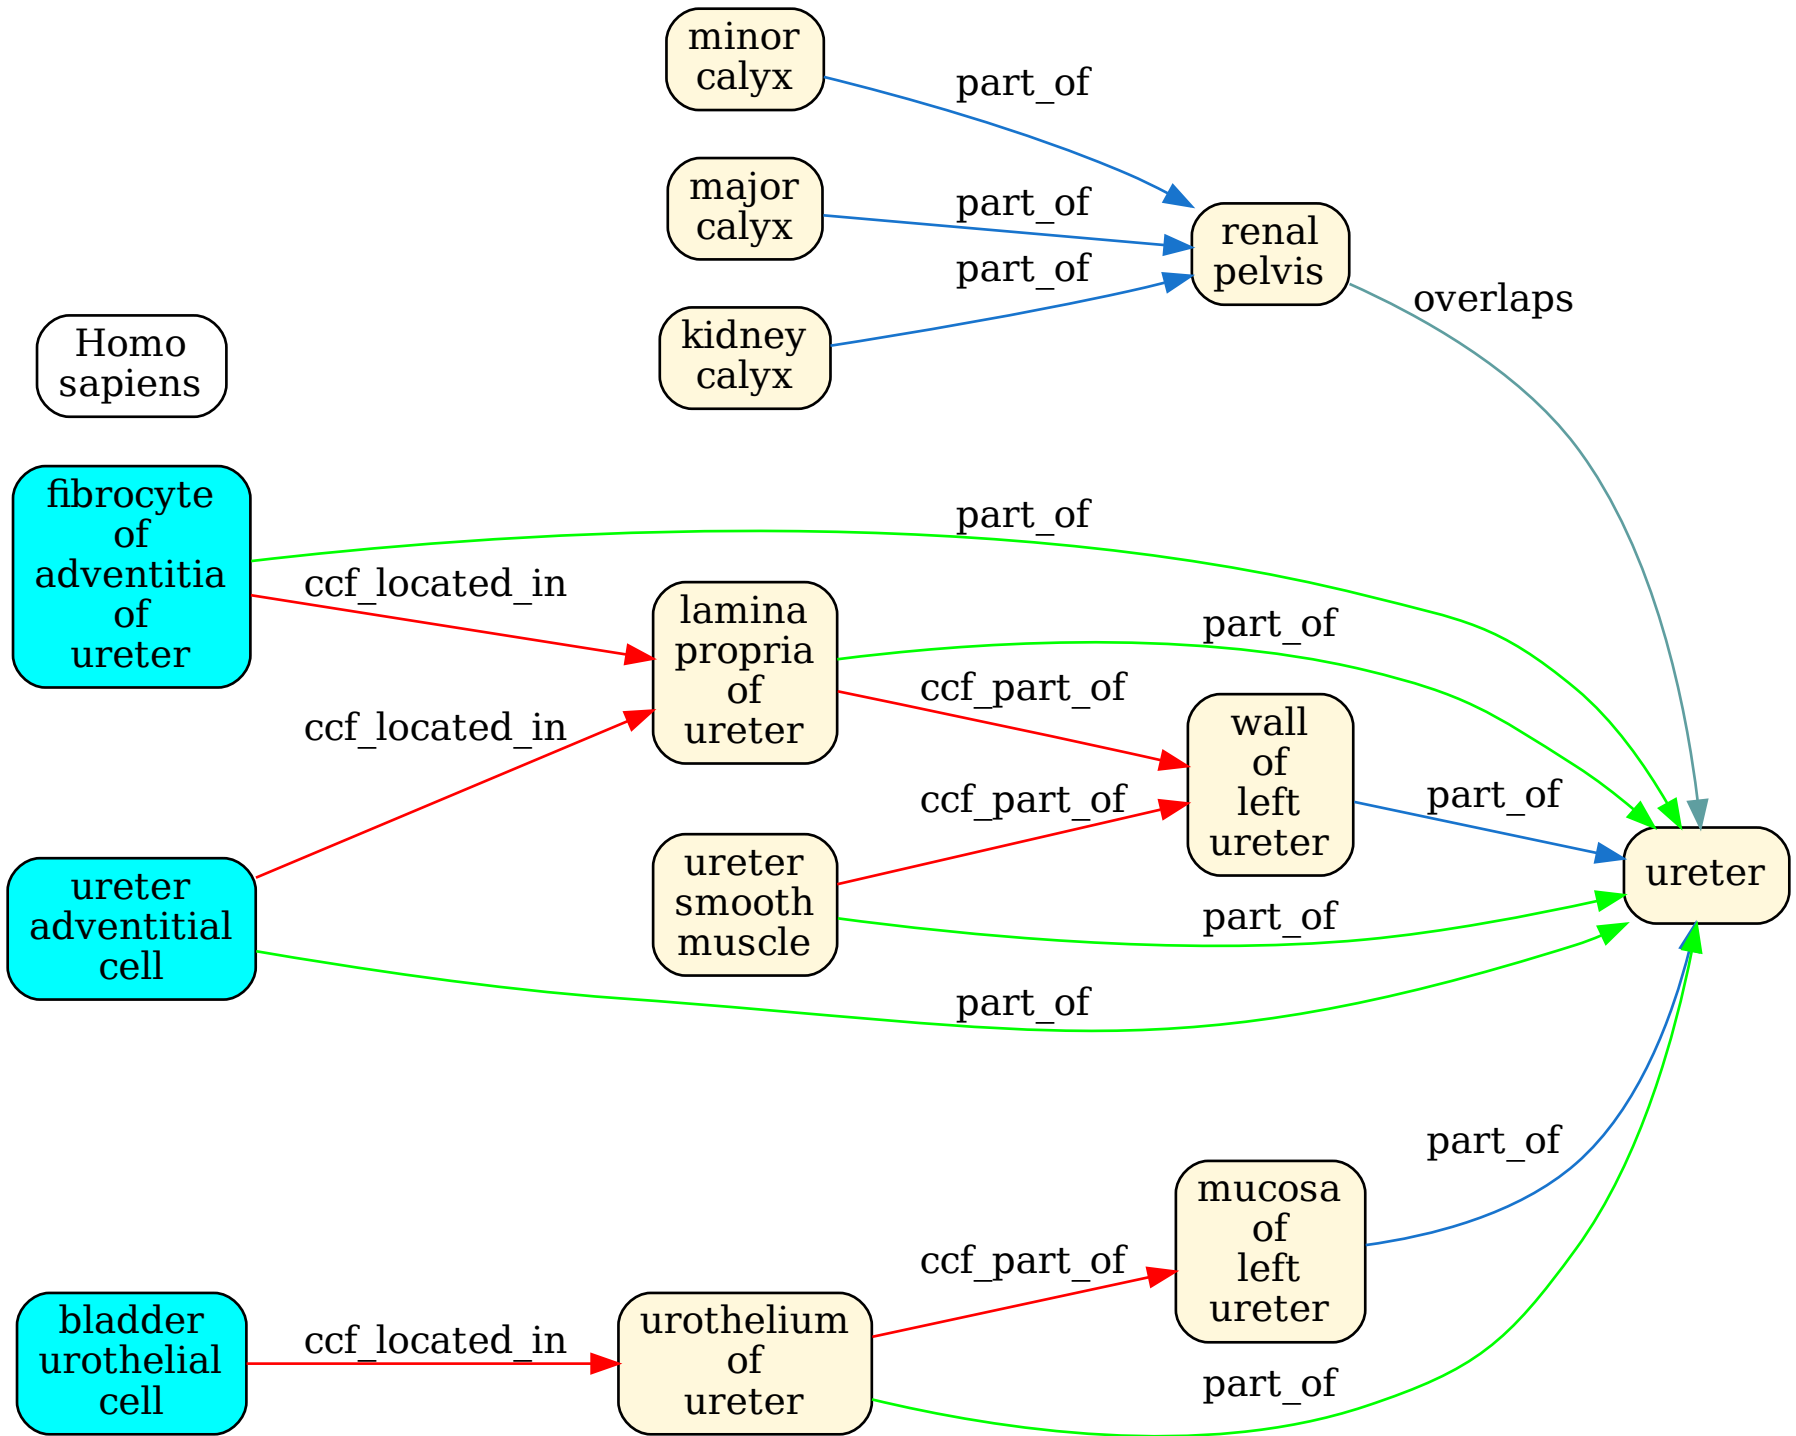 minor
calyx
part_of
major
calyx
part_of
renal
pelvis
part_of
kidney
calyx
overlaps
Homo
sapiens
fibrocyte
of
adventitia
of
ureter
part_of
ccf_located_in
lamina
propria
of
ureter
part_of
ccf_part_of
ccf_located_in
wall
of
left
ureter
part_of
ccf_part_of
ureter
smooth
muscle
part_of
ureter
ureter
adventitial
cell
part_of
part_of
mucosa
of
left
ureter
ccf_part_of
bladder
urothelial
cell
ccf_located_in
urothelium
of
ureter
part_of